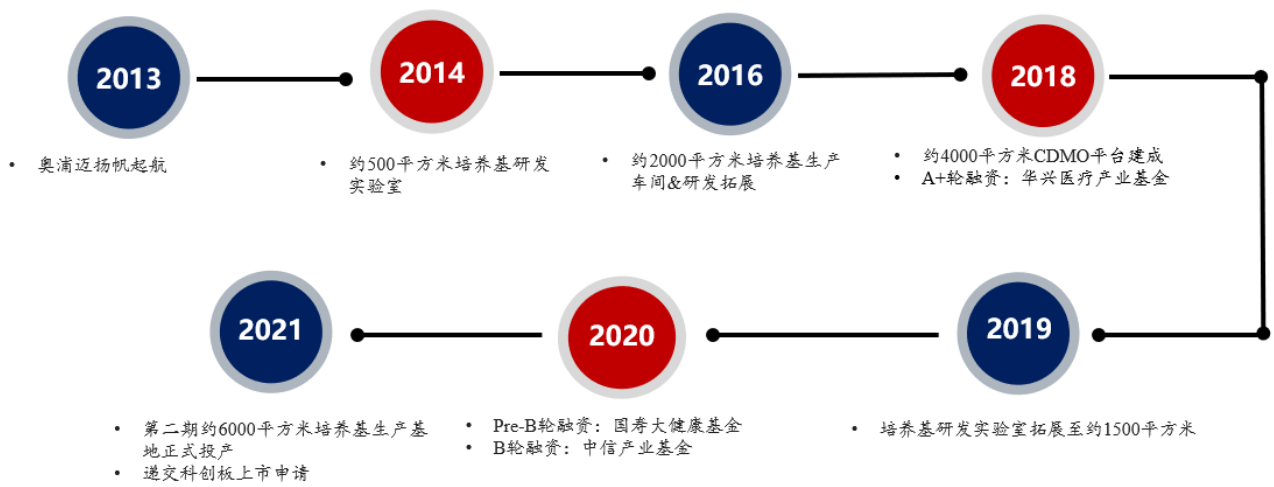 2013
• 奥浦迈扬帆起航
2014
• 约500平方米培养基研发
实验室
2016
• 约2000平方米培养基生产
车间&研发拓展
2018
• 约4000平方米CDMO平台建成
• A+轮融资：华兴医疗产业基金
2019
• 培养基研发实验室拓展至约1500平方米
2020
• Pre-B轮融资：国寿大健康基金
• B轮融资：中信产业基金
2021
• 第二期约6000平方米培养基生产基
地正式投产
• 递交科创板上市申请